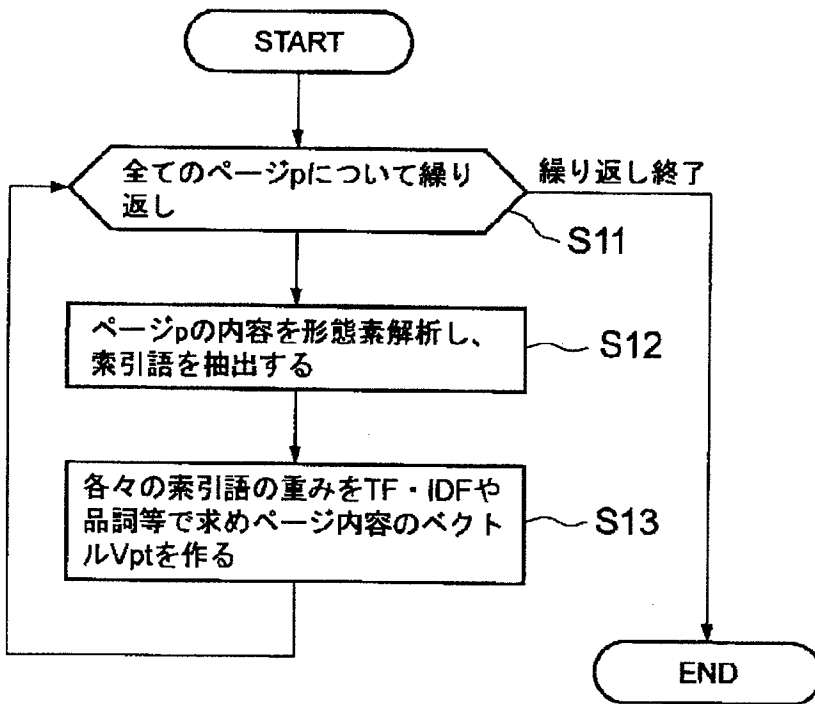 START
全てのページpについて繰り
返し
繰り返し終了
S11
ページpの内容を形態素解析し、
索引語を抽出する
S12
各々の索引語の重みをTF・IDFや
品詞等で求めページ内容のベクト
ルVptを作る
S13
END